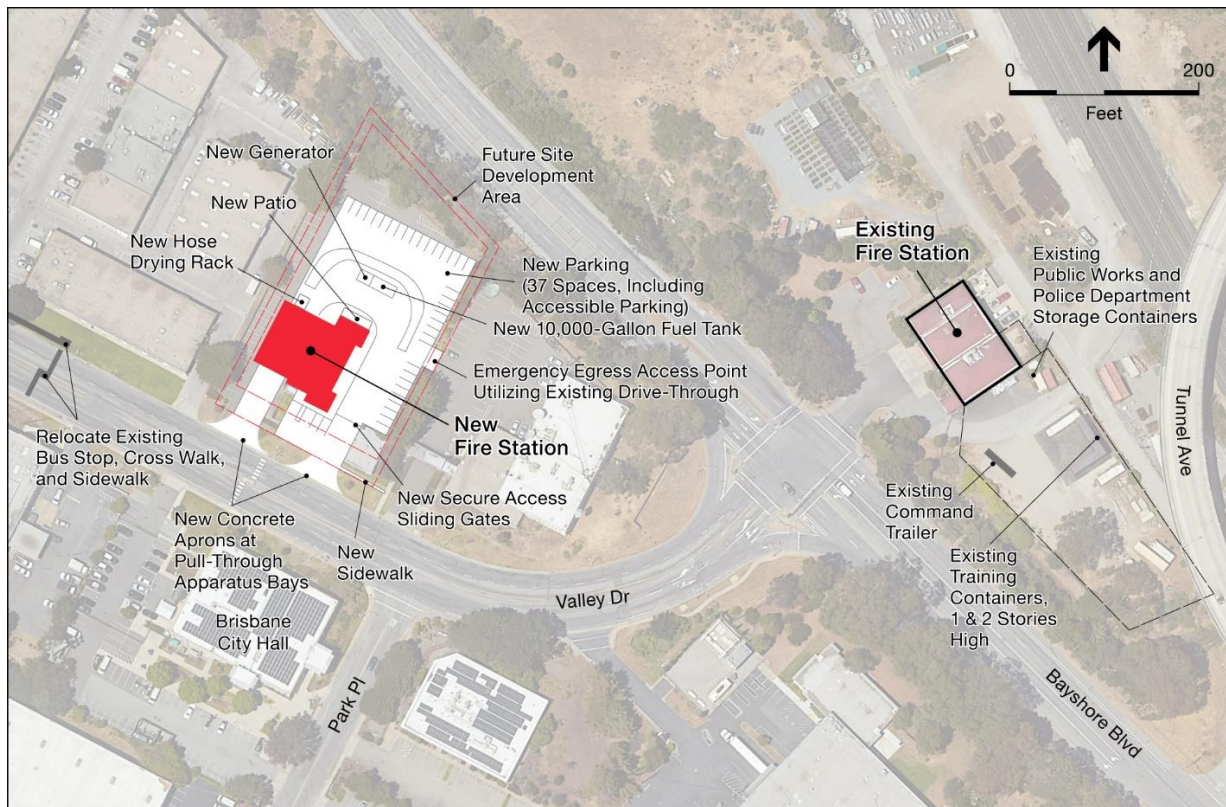 0
200
Feet
New Generator
New Patio
New Hose
Drying Rack
Future Site
Development
Area
New Parking
(37 Spaces, Including
Accessible Parking)
New 10,000-Gallon Fuel Tank
Emergency Egress Access Point
Utilizing Existing Drive-Through
New
Fire Station
New Secure Access
Sliding Gates
New
Sidewalk
Relocate Existing
Bus Stop, Cross Walk,
and Sidewalk
New Concrete
Aprons at
Pull-Through
Apparatus Bays
Brisbane
City Hall
Park Pl
Valley Dr
Existing
Fire Station
Existing
Public Works and
Police Department
Storage Containers
Existing
Command
Trailer
Existing
Training
Containers,
1 & 2 Stories
High
Tunnel Ave
Bayshore Blvd